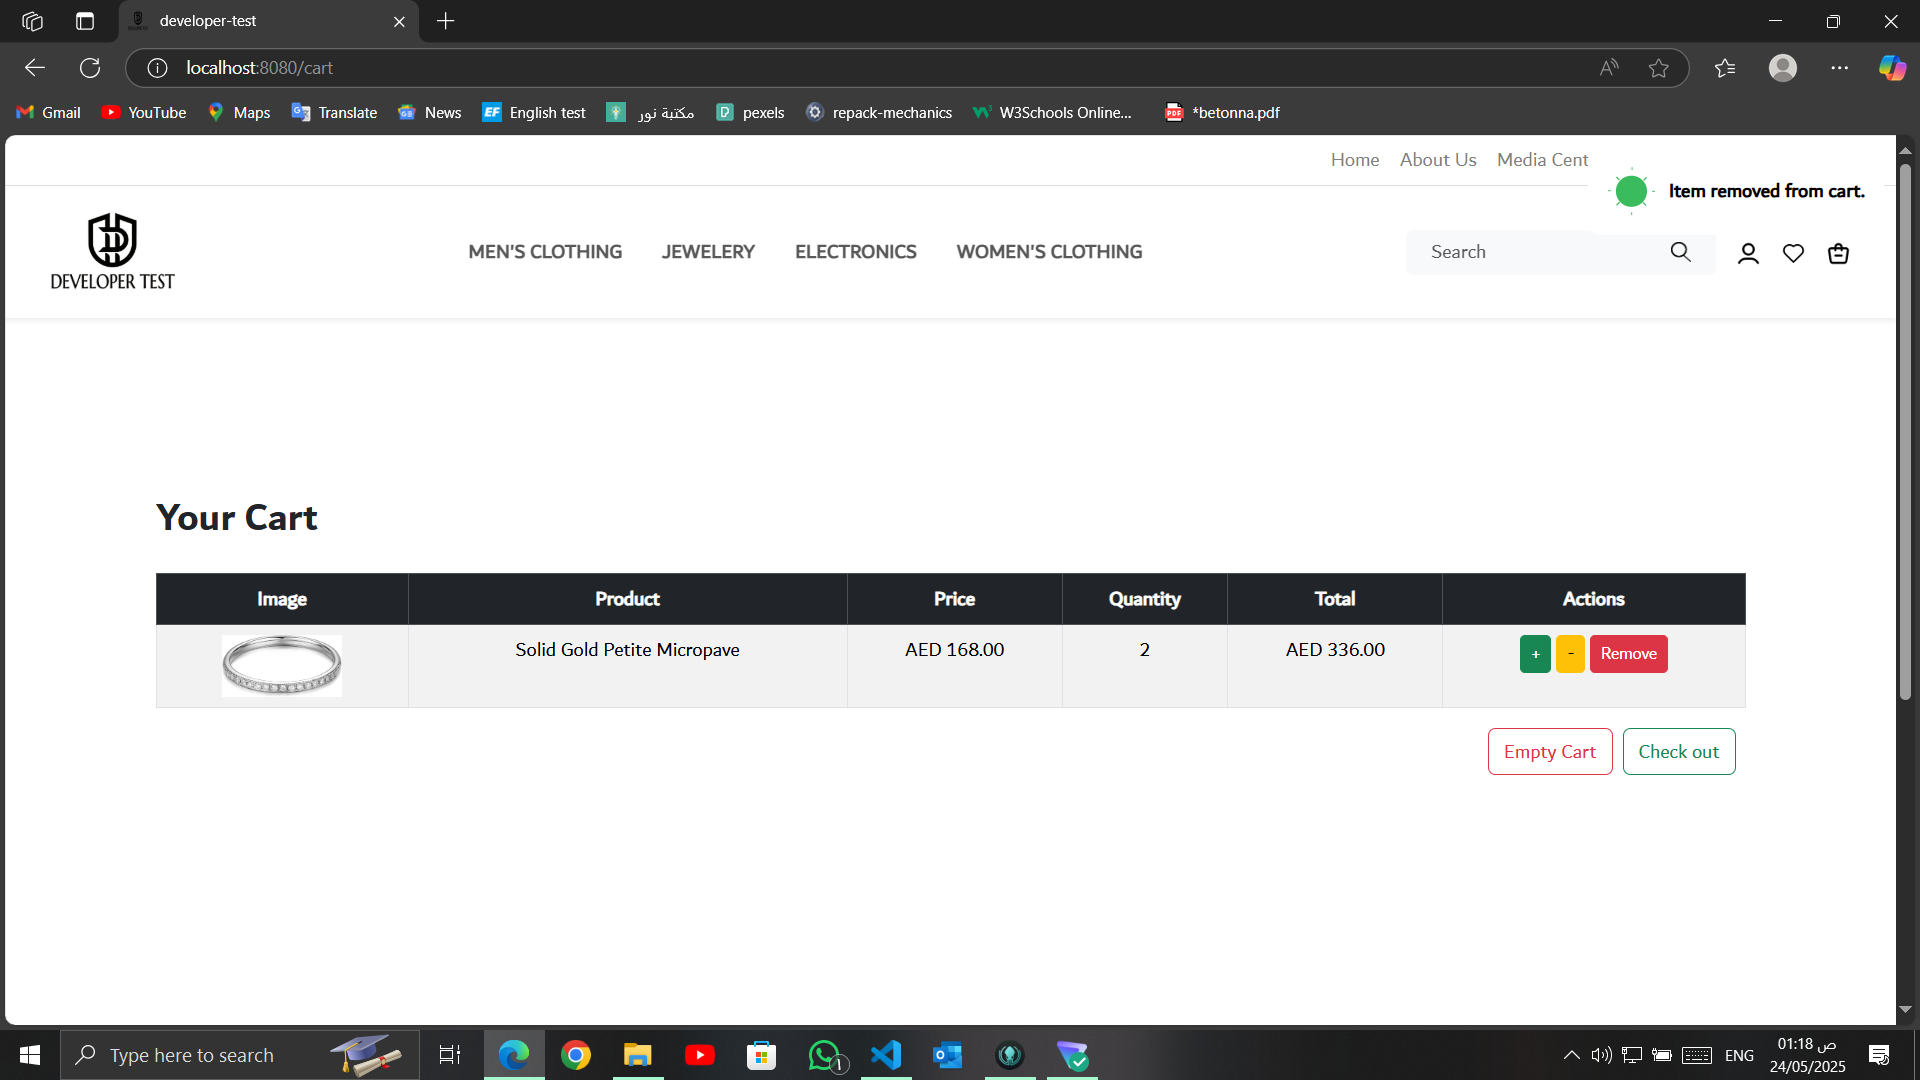 developer-test
localhost:8080/cart
Gmail
YouTube
Maps
Translate
News
EF English test
مكتبة نور
pexels
repack-mechanics
W3Schools Online...
PDF *betonna.pdf
Home About Us Media Cent
Item removed from cart.
DEVELOPER TEST
MEN'S CLOTHING JEWELERY ELECTRONICS WOMEN'S CLOTHING
Search
Your Cart
Image Product Price Quantity Total Actions
Solid Gold Petite Micropave AED 168.00 2 AED 336.00 + - Remove
Empty Cart Check out
Type here to search
ENG
01:18 ص
24/05/2025